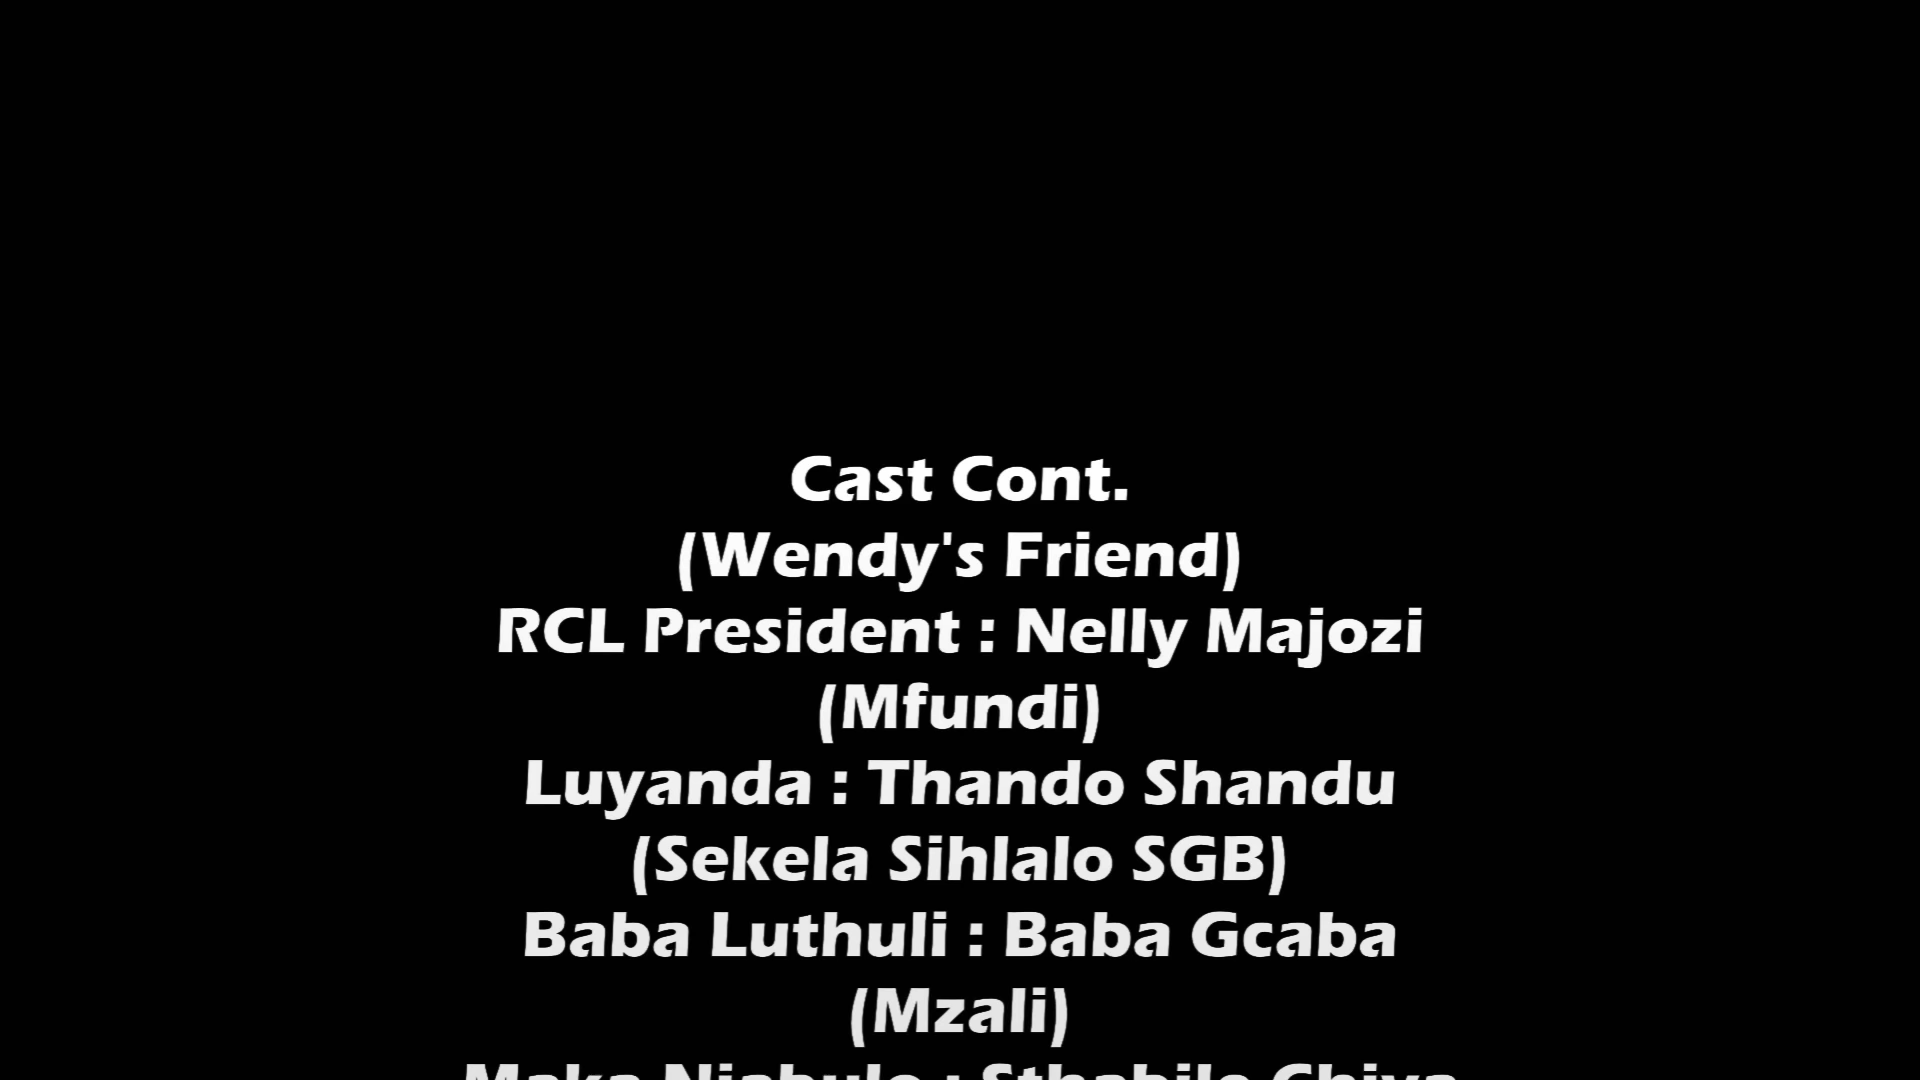 Cast Cont.
(Wendy's Friend)
RCL President : Nelly Majozi
(Mfundi)
Luyanda : Thando Shandu
(Sekela Sihlalo SGB)
Baba Luthuli : Baba Gcaba
(Mzali)